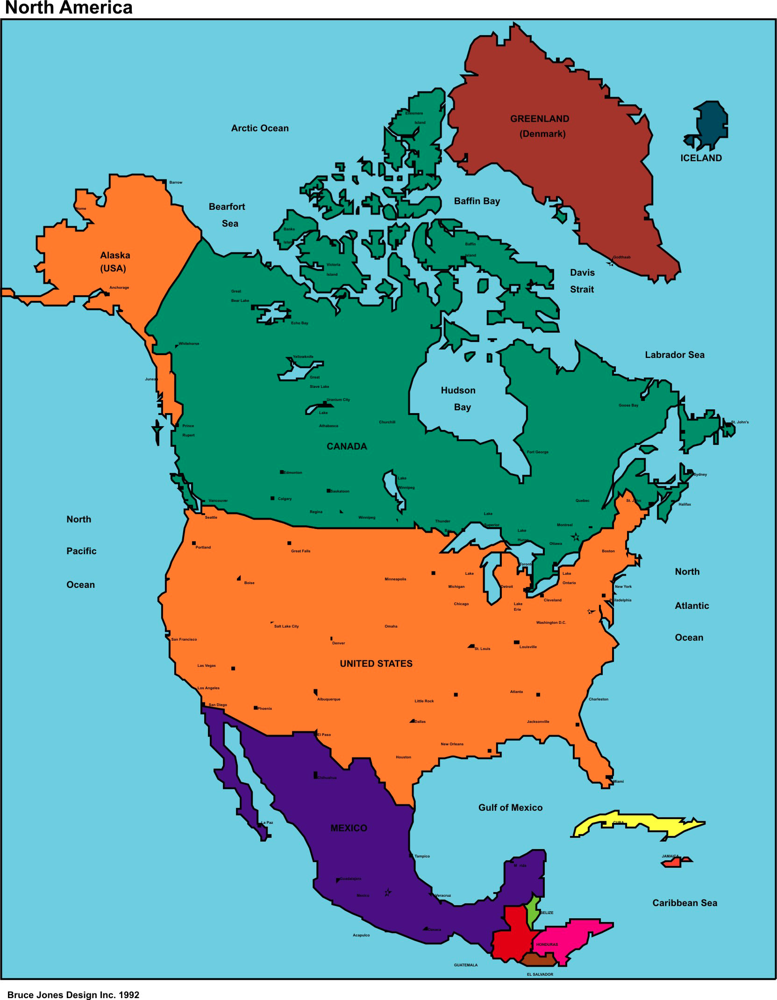 North America
Arctic Ocean
Ellesmere
Island
GREENLAND
(Denmark)
ICELAND
Barrow
Nome
Bearfort
Sea
Baffin Bay
Banks
Island
Baffin
Island
Alaska
(USA)
Victoria
Island
Godthaab
Davis
Strait
Anchorage
Great
Bear Lake
Echo Bay
Whitehorse
Yellowknife
Great
Slave Lake
Labrador Sea
Juneau
Hudson
Bay
Uranium City
Lake
Athabasca
Goose Bay
Churchill
St. John's
Prince
Rupert
CANADA
Fort George
Edmonton
Lake
Winnipeg
Sydney
Saskatoon
Calgary
Vancouver
Quebec
St. John
Halifax
Regina
Winnipeg
Seattle
Lake
Superior
Thunder
Bay
Montreal
Lake
Huron
Ottawa
North
Pacific
Ocean
Portland
Great Falls
Boston
Toronto
Lake
Ontario
Lake
Michigan
Minneapolis
Detroit
Boise
New York
North
Atlantic
Ocean
Cleveland
Philadelphia
Chicago
Lake
Erie
Washington D.C.
Salt Lake City
Omaha
San Francisco
Denver
St. Louis
Louisville
UNITED STATES
Las Vegas
Los Angeles
Atlanta
Albuquerque
Little Rock
Charleston
San Diego
Phoenix
Dallas
Jacksonville
El Paso
New Orleans
Houston
Chihuahua
Miami
Gulf of Mexico
La Paz
CUBA
MEXICO
Tampico
JAMAICA
M rida
Guadalajara
Mexico
Veracruz
Caribbean Sea
BELIZE
Oaxaca
Acapulco
HONDURAS
GUATEMALA
EL SALVADOR
Bruce Jones Design Inc. 1992